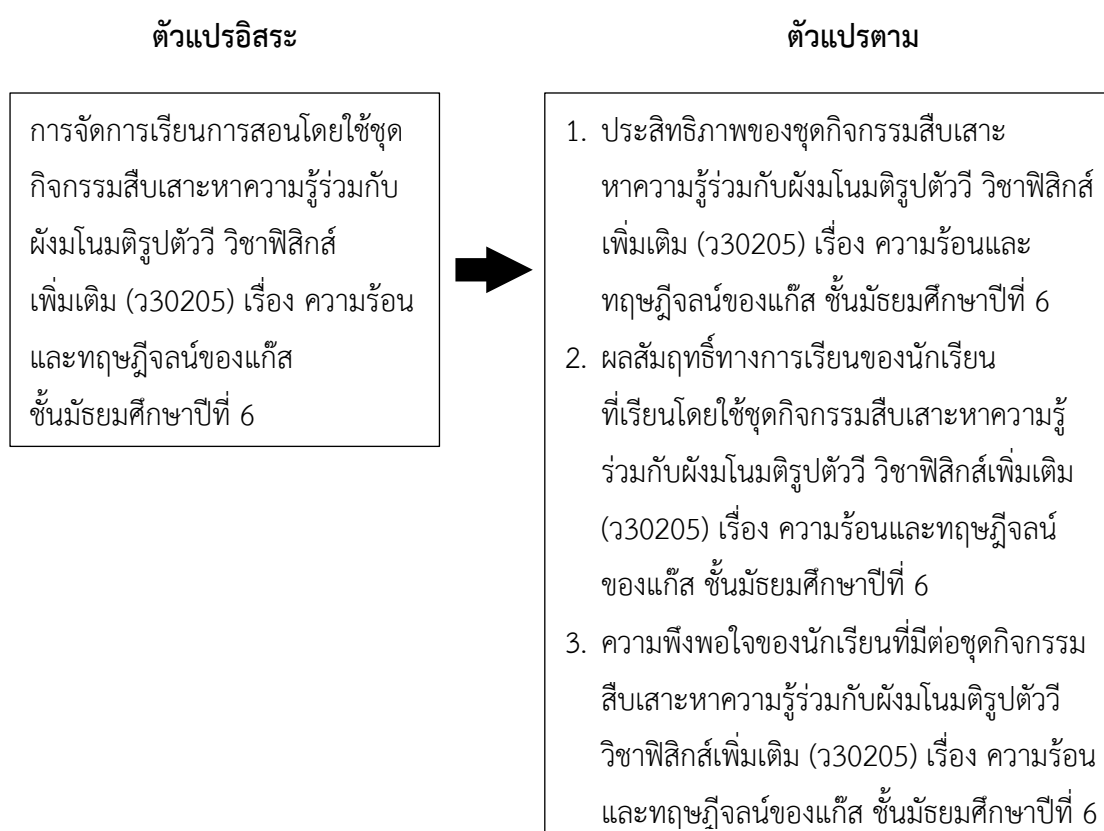 ตัวแปรอิสระ
การจัดการเรียนการสอนโดยใช้ชุด
กิจกรรมสืบเสาะหาความรู้ร่วมกับ
ผังมโนมติรูปตัววี วิชาฟิสิกส์
เพิ่มเติม (ว30205) เรื่อง ความร้อน
และทฤษฎีจลน์ของแก๊ส
ชั้นมัธยมศึกษาปีที่ 6
ตัวแปรตาม
1. ประสิทธิภาพของชุดกิจกรรมสืบเสาะ
หาความรู้ร่วมกับผังมโนมติรูปตัววี วิชาฟิสิกส์
เพิ่มเติม (ว30205) เรื่อง ความร้อนและ
ทฤษฎีจลน์ของแก๊ส ชั้นมัธยมศึกษาปีที่ 6
2. ผลสัมฤทธิ์ทางการเรียนของนักเรียน
ที่เรียนโดยใช้ชุดกิจกรรมสืบเสาะหาความรู้
ร่วมกับผังมโนมติรูปตัววี วิชาฟิสิกส์เพิ่มเติม
(ว30205) เรื่อง ความร้อนและทฤษฎีจลน์
ของแก๊ส ชั้นมัธยมศึกษาปีที่ 6
3. ความพึงพอใจของนักเรียนที่มีต่อชุดกิจกรรม
สืบเสาะหาความรู้ร่วมกับผังมโนมติรูปตัววี
วิชาฟิสิกส์เพิ่มเติม (ว30205) เรื่อง ความร้อน
และทฤษฎีจลน์ของแก๊ส ชั้นมัธยมศึกษาปีที่ 6